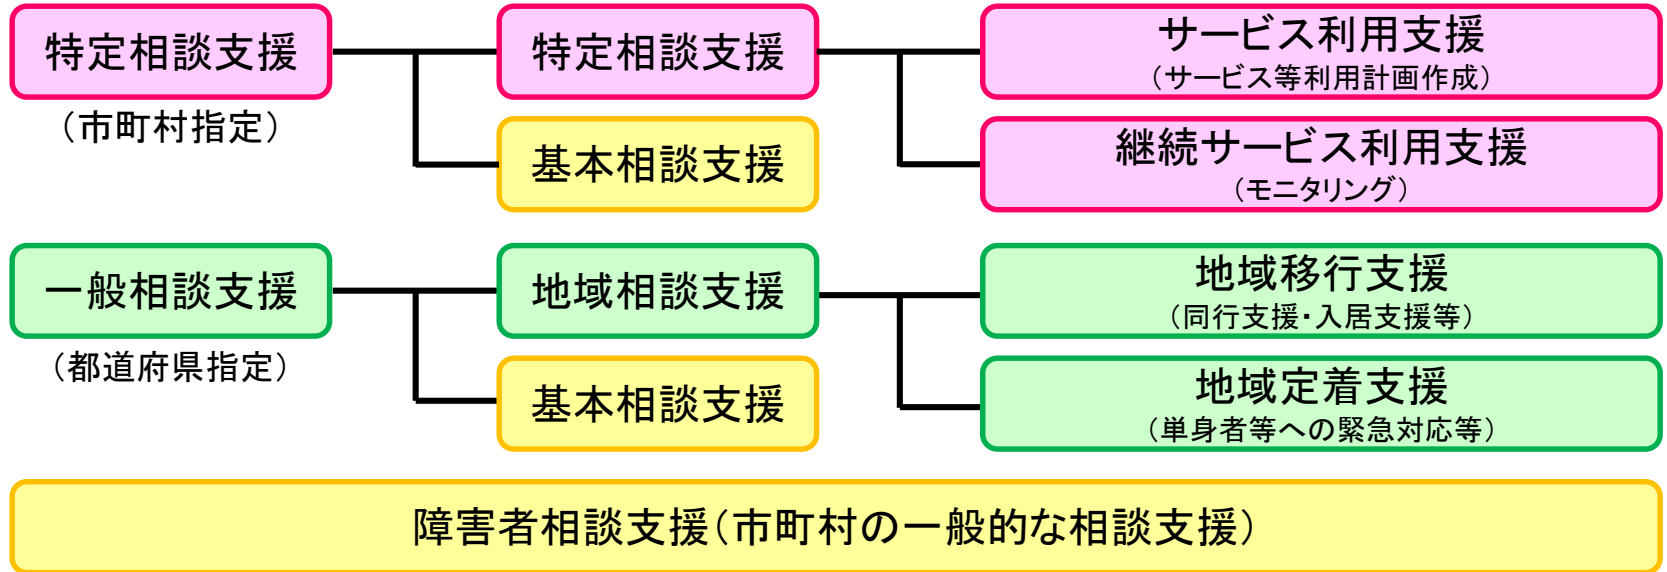 特定相談支援
（市町村指定）
特定相談支援
基本相談支援
サービス利用支援
（サービス等利用計画作成）
継続サービス利用支援
（モニタリング）
一般相談支援
（都道府県指定）
地域相談支援
基本相談支援
地域移行支援
（同行支援・入居支援等）
地域定着支援
（単身者等への緊急対応等）
障害者相談支援（市町村の一般的な相談支援）